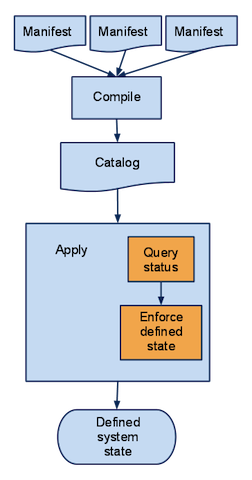 Manifest Manifest Manifest
Compile
Catalog
Apply
Query
status
Enforce
defined
state
Defined
system
state